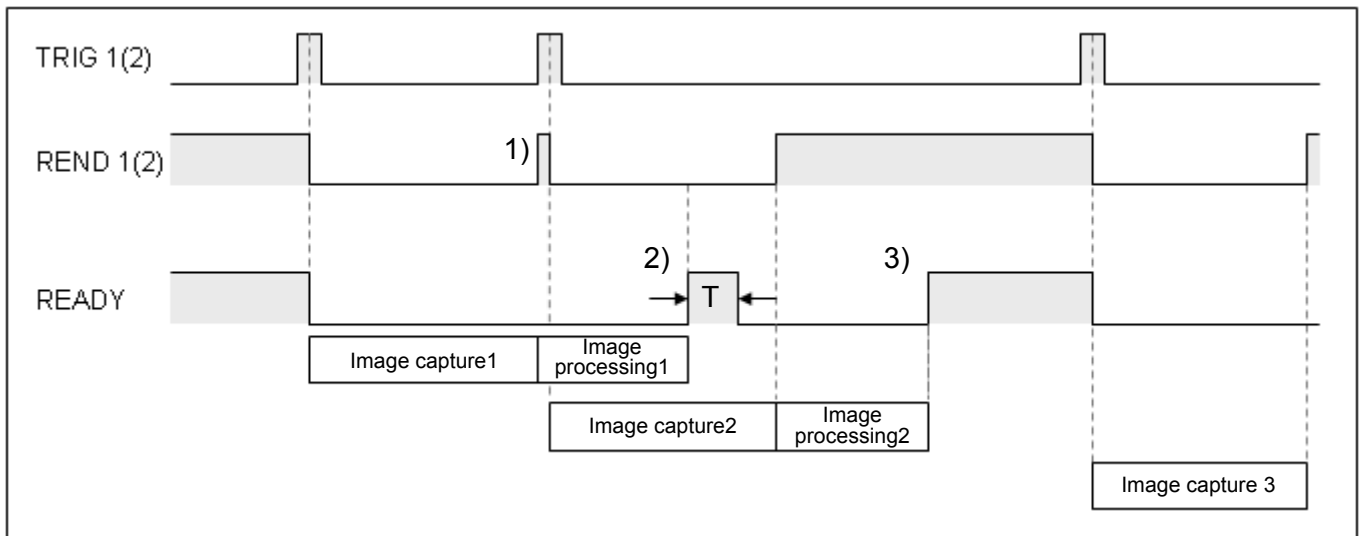 TRIG 1(2)
REND 1(2)
1)
READY
2)
T
3)
Image capture1
Image
processing1
Image capture2
Image
processing2
Image capture 3